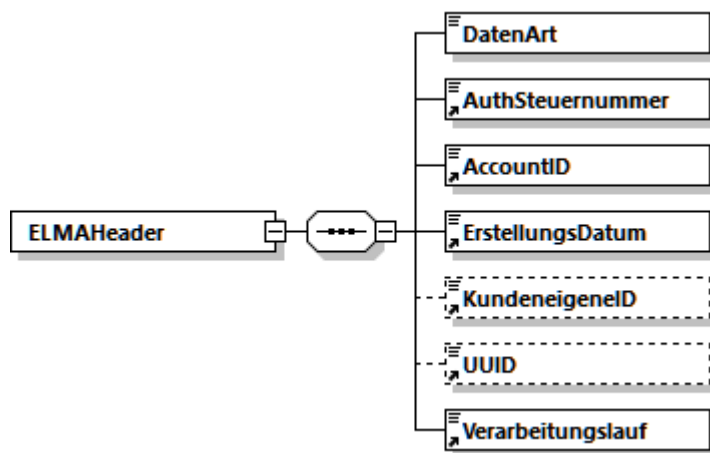 DatenArt
AuthSteuernummer
AccountID
ELMAHeader
ErstellungsDatum
KundeneigeneID
UUID
Verarbeitungslauf